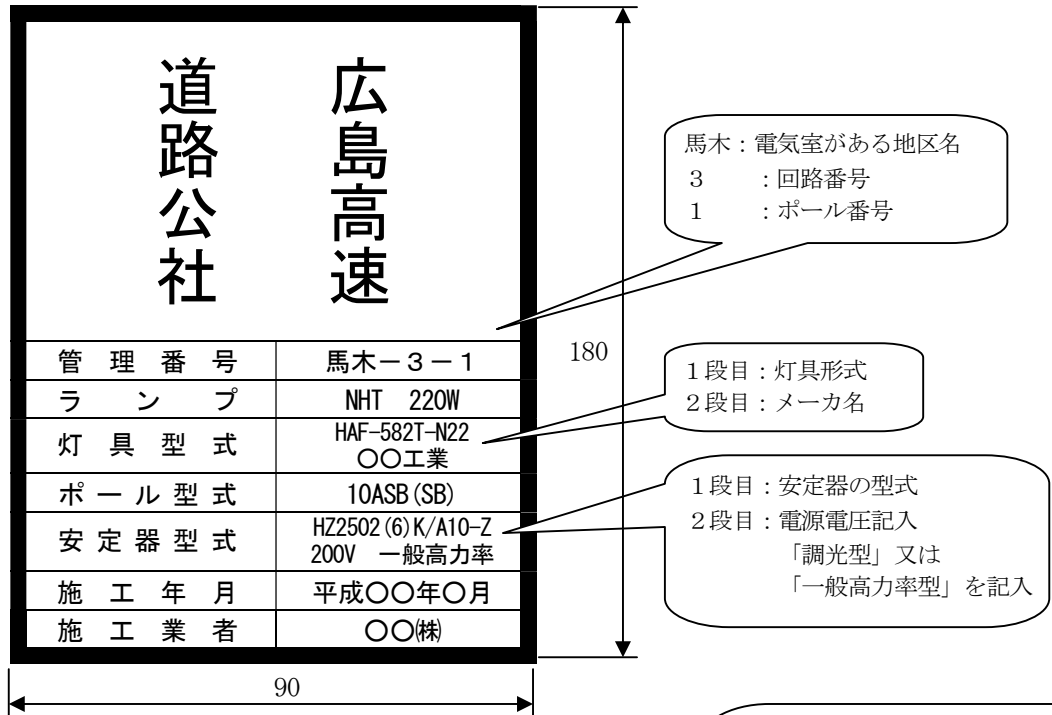 広島高速
道路公社
管理番号 馬木－３－１
ランプ NHT 220W
灯具型式 HAF-582T-N22
〇〇工業
ポール型式 10ASB(SB)
安定器型式 HZ2502(6)K/A10-Z
200V 一般高力率
施工年月 平成〇〇年〇月
施工業者 〇〇㈱
180
90
馬木：電気室がある地区名
３ ：回路番号
１ ：ポール番号
１段目：灯具形式
２段目：メーカ名
１段目：安定器の型式
２段目：電源電圧記入
「調光型」又は
「一般高力率型」を記入